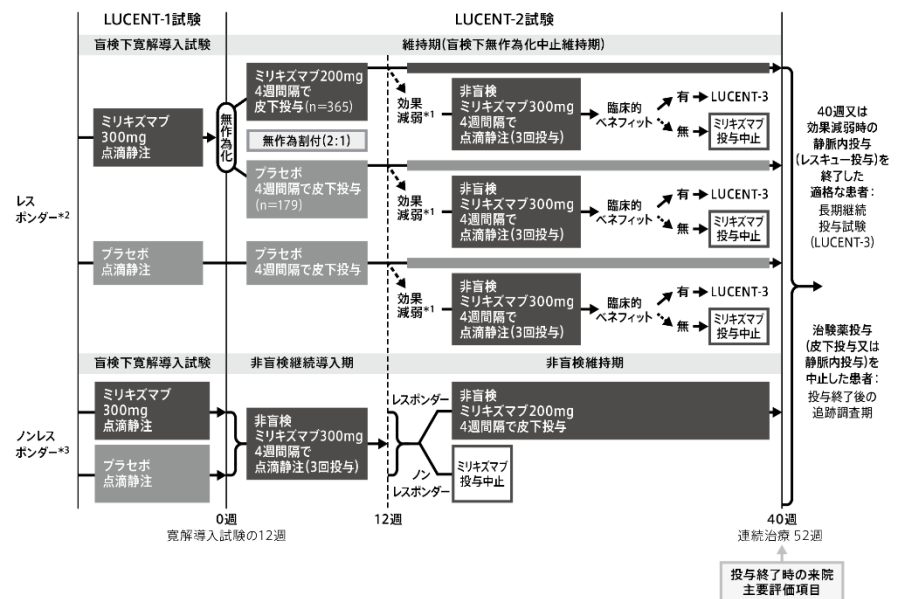 LUCENT-1試験
LUCENT-2試験
盲検下寛解導入試験
維持期(盲検下無作為化中止維持期)
レス
ポンダー*2
ミリキズマブ
300mg
点滴静注
無作為化
ミリキズマブ200mg
4週間隔で
皮下投与(n=365)
無作為割付(2:1)
プラセボ
4週間隔で皮下投与
(n=179)
プラセボ
点滴静注
プラセボ
4週間隔で皮下投与
効果
減弱*1
非盲検
ミリキズマブ300mg
4週間隔で
点滴静注(3回投与)
臨床的
ベネフィット
有
LUCENT-3
無
ミリキズマブ
投与中止
効果
減弱*1
非盲検
ミリキズマブ300mg
4週間隔で
点滴静注(3回投与)
臨床的
ベネフィット
有
LUCENT-3
無
ミリキズマブ
投与中止
効果
減弱*1
非盲検
ミリキズマブ300mg
4週間隔で
点滴静注(3回投与)
臨床的
ベネフィット
有
LUCENT-3
無
ミリキズマブ
投与中止
40週又は
効果減弱時の
静脈内投与
(レスキュー投与)を
終了した
適格な患者:
長期継続
投与試験
(LUCENT-3)
治験薬投与
(皮下投与又は
静脈内投与)を
中止した患者:
投与終了後の
追跡調査期
盲検下寛解導入試験
非盲検継続導入期
非盲検維持期
ノンレス
ポンダー*3
ミリキズマブ
300mg
点滴静注
プラセボ
点滴静注
非盲検
ミリキズマブ300mg
4週間隔で
点滴静注(3回投与)
レスポンダー
非盲検
ミリキズマブ200mg
4週間隔で皮下投与
ノン
レスポンダー
ミリキズマブ
投与中止
0週
寛解導入試験の12週
12週
40週
連続治療 52週
投与終了時の来院
主要評価項目